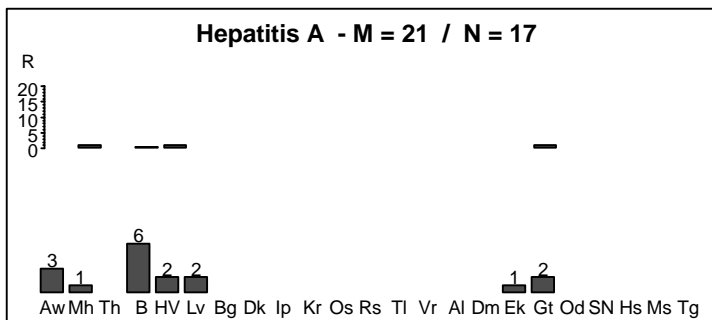 Hepatitis A - M = 21 / N = 17
R
20
15
10
5
0
3 1 6 2 2 1 2
Aw Mh Th B HV Lv Bg Dk Ip Kr Os Rs Tl Vr Al Dm Ek Gt Od SN Hs Ms Tg